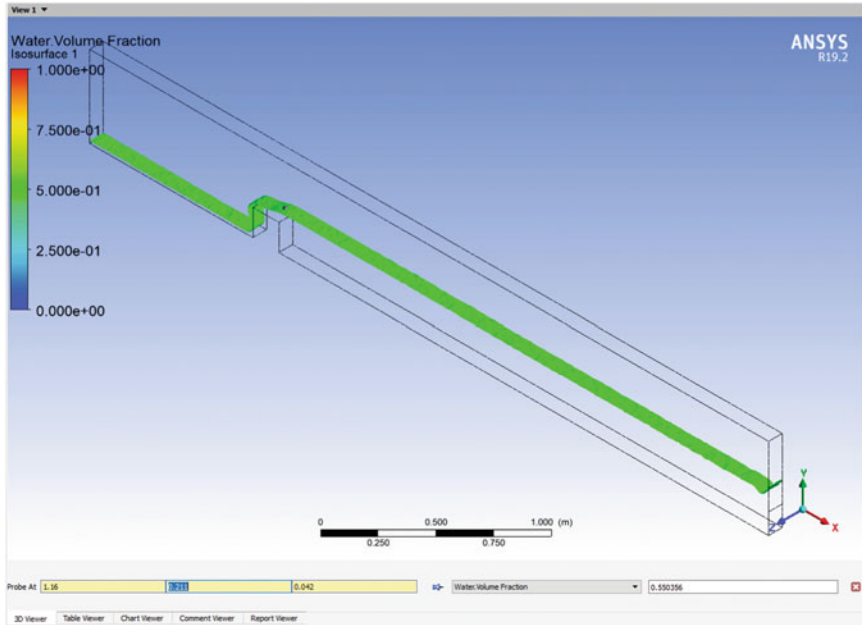 View 1
Water.Volume Fraction
Isosurface 1
1.000e+00
7.500e-01
5.000e-01
2.500e-01
0.000e+00
ANSYS
R19.2
Y
Z
X
0 0.500 1.000 (m)
0.250 0.750
Probe At 1.16 0.211 0.042 Water.Volume Fraction 0.550356
3D Viewer Table Viewer Chart Viewer Comment Viewer Report Viewer